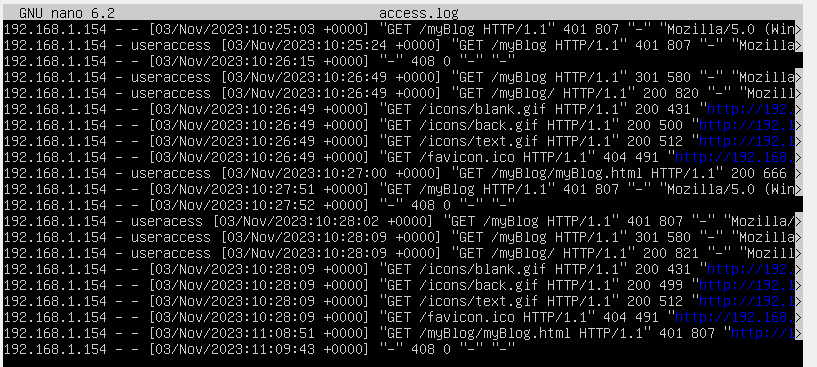 GNU nano 6.2 access.log
192.168.1.154 - - [03/Nov/2023:10:25:03 +0000] "GET /myBlog HTTP/1.1" 401 807 "-" "Mozilla/5.0 (Win>
192.168.1.154 - useraccess [03/Nov/2023:10:25:24 +0000] "GET /myBlog HTTP/1.1" 401 807 "-" "Mozilla>
192.168.1.154 - - [03/Nov/2023:10:26:15 +0000] "-" 408 0 "-" "-"
192.168.1.154 - useraccess [03/Nov/2023:10:26:49 +0000] "GET /myBlog HTTP/1.1" 301 580 "-" "Mozilla>
192.168.1.154 - useraccess [03/Nov/2023:10:26:49 +0000] "GET /myBlog/ HTTP/1.1" 200 820 "-" "Mozill>
192.168.1.154 - - [03/Nov/2023:10:26:49 +0000] "GET /icons/blank.gif HTTP/1.1" 200 431 "http://192.>
192.168.1.154 - - [03/Nov/2023:10:26:49 +0000] "GET /icons/back.gif HTTP/1.1" 200 500 "http://192.1>
192.168.1.154 - - [03/Nov/2023:10:26:49 +0000] "GET /icons/text.gif HTTP/1.1" 200 512 "http://192.1>
192.168.1.154 - - [03/Nov/2023:10:26:49 +0000] "GET /favicon.ico HTTP/1.1" 404 491 "http://192.168.>
192.168.1.154 - useraccess [03/Nov/2023:10:27:00 +0000] "GET /myBlog/myBlog.html HTTP/1.1" 200 666 >
192.168.1.154 - - [03/Nov/2023:10:27:51 +0000] "GET /myBlog HTTP/1.1" 401 807 "-" "Mozilla/5.0 (Win>
192.168.1.154 - - [03/Nov/2023:10:27:52 +0000] "-" 408 0 "-" "-"
192.168.1.154 - useracess [03/Nov/2023:10:28:02 +0000] "GET /myBlog HTTP/1.1" 401 807 "-" "Mozilla/>
192.168.1.154 - useraccess [03/Nov/2023:10:28:09 +0000] "GET /myBlog HTTP/1.1" 301 580 "-" "Mozilla>
192.168.1.154 - useraccess [03/Nov/2023:10:28:09 +0000] "GET /myBlog/ HTTP/1.1" 200 821 "-" "Mozill>
192.168.1.154 - - [03/Nov/2023:10:28:09 +0000] "GET /icons/blank.gif HTTP/1.1" 200 431 "http://192.>
192.168.1.154 - - [03/Nov/2023:10:28:09 +0000] "GET /icons/back.gif HTTP/1.1" 200 499 "http://192.1>
192.168.1.154 - - [03/Nov/2023:10:28:09 +0000] "GET /icons/text.gif HTTP/1.1" 200 512 "http://192.1>
192.168.1.154 - - [03/Nov/2023:10:28:09 +0000] "GET /favicon.ico HTTP/1.1" 404 491 "http://192.168.>
192.168.1.154 - - [03/Nov/2023:11:08:51 +0000] "GET /myBlog/myBlog.html HTTP/1.1" 401 807 "http://1>
192.168.1.154 - - [03/Nov/2023:11:09:43 +0000] "-" 408 0 "-" "-"